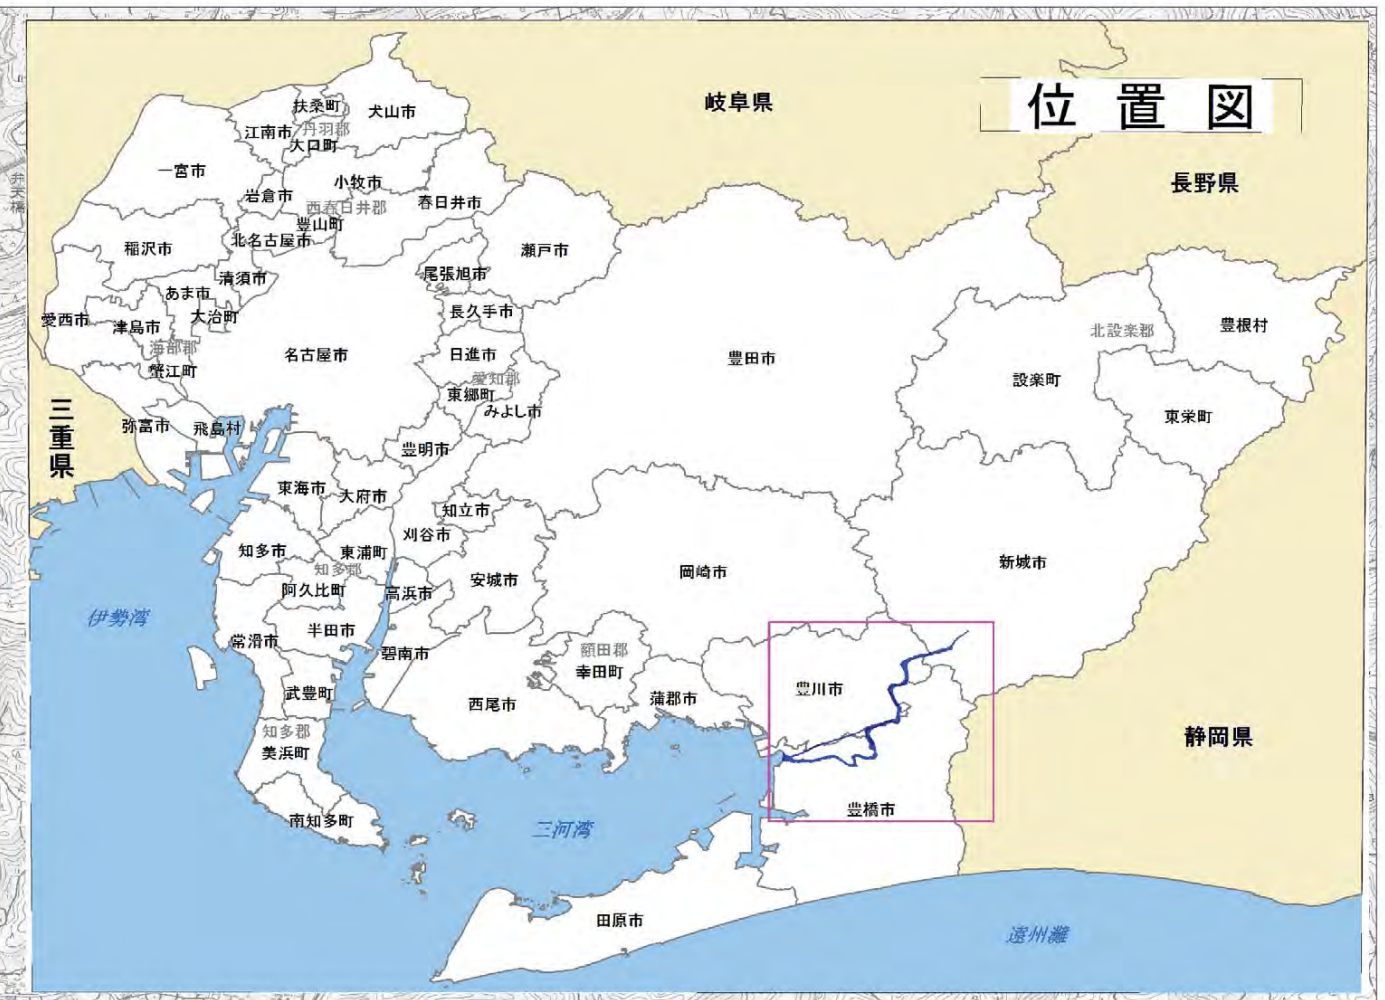 位置図
岐阜県
長野県
三重県
静岡県
扶桑町
犬山市
江南市
丹羽郡
大口町
一宮市
岩倉市
小牧市
西春日井郡
春日井市
豊山町
北名古屋市
稲沢市
瀬戸市
尾張旭市
清須市
あま市
大治町
長久手市
愛西市
津島市
海部郡
蟹江町
名古屋市
日進市
愛知郡
東郷町
みよし市
豊田市
北設楽郡
豊根村
設楽町
東栄町
弥富市
飛島村
豊明市
東海市
大府市
知立市
刈谷市
知多市
東浦町
知多郡
阿久比町
高浜市
安城市
岡崎市
新城市
伊勢湾
常滑市
半田市
碧南市
額田郡
幸田町
武豊町
西尾市
蒲郡市
豊川市
知多郡
美浜町
南知多町
三河湾
豊橋市
田原市
遠州灘
弁天橋